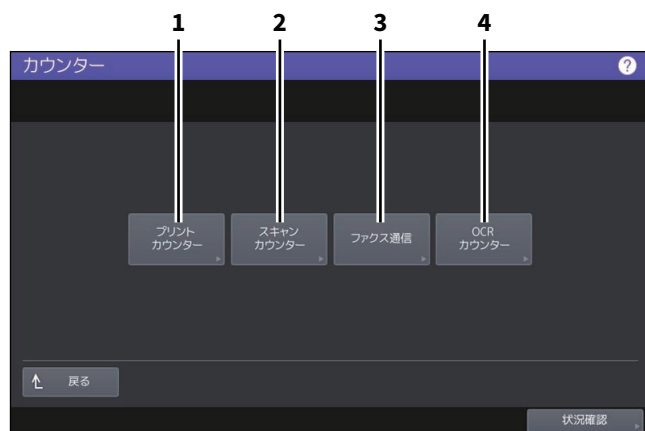 1 2 3 4
カウンター ?
プリント
カウンター
スキャン
カウンター
ファクス通信
OCR
カウンター
戻る
状況確認